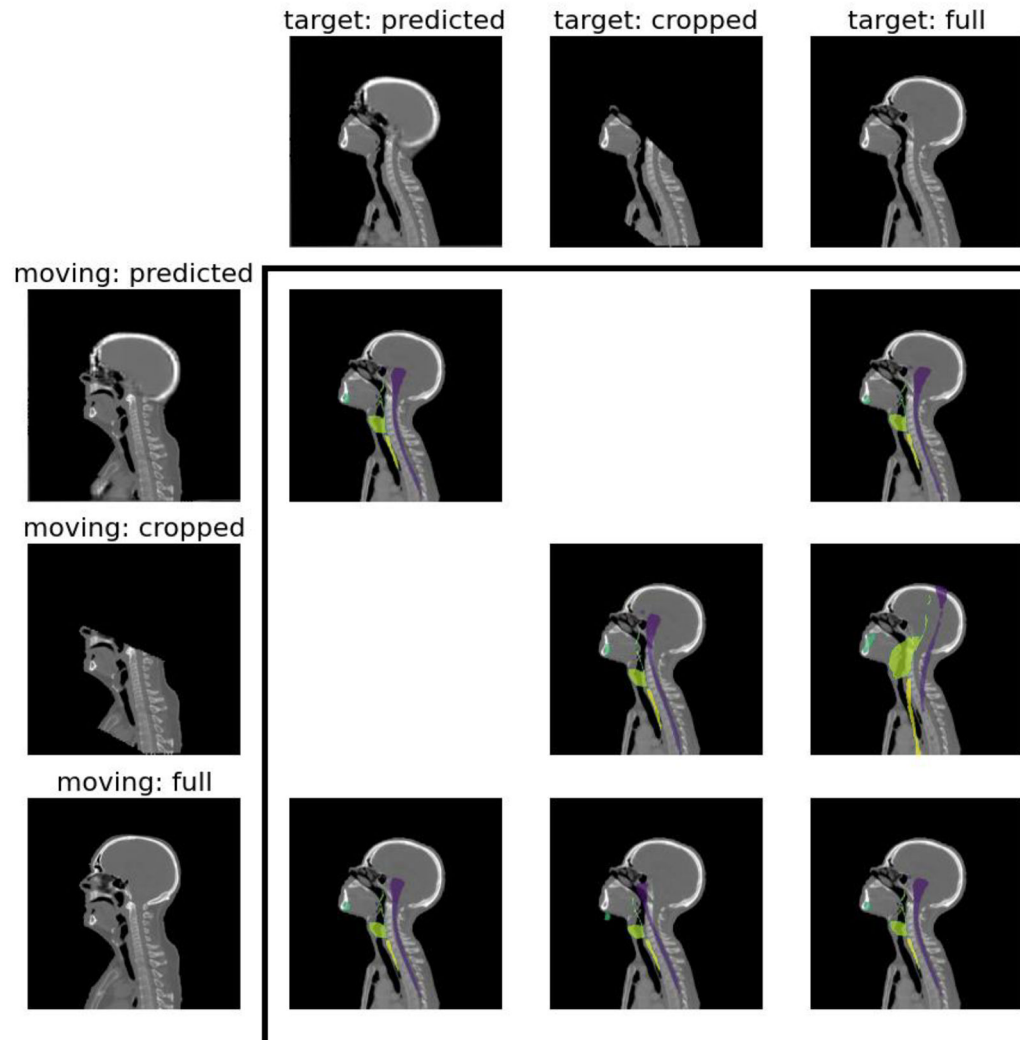 target: predicted
target: cropped
target: full
moving: predicted
moving: cropped
moving: full